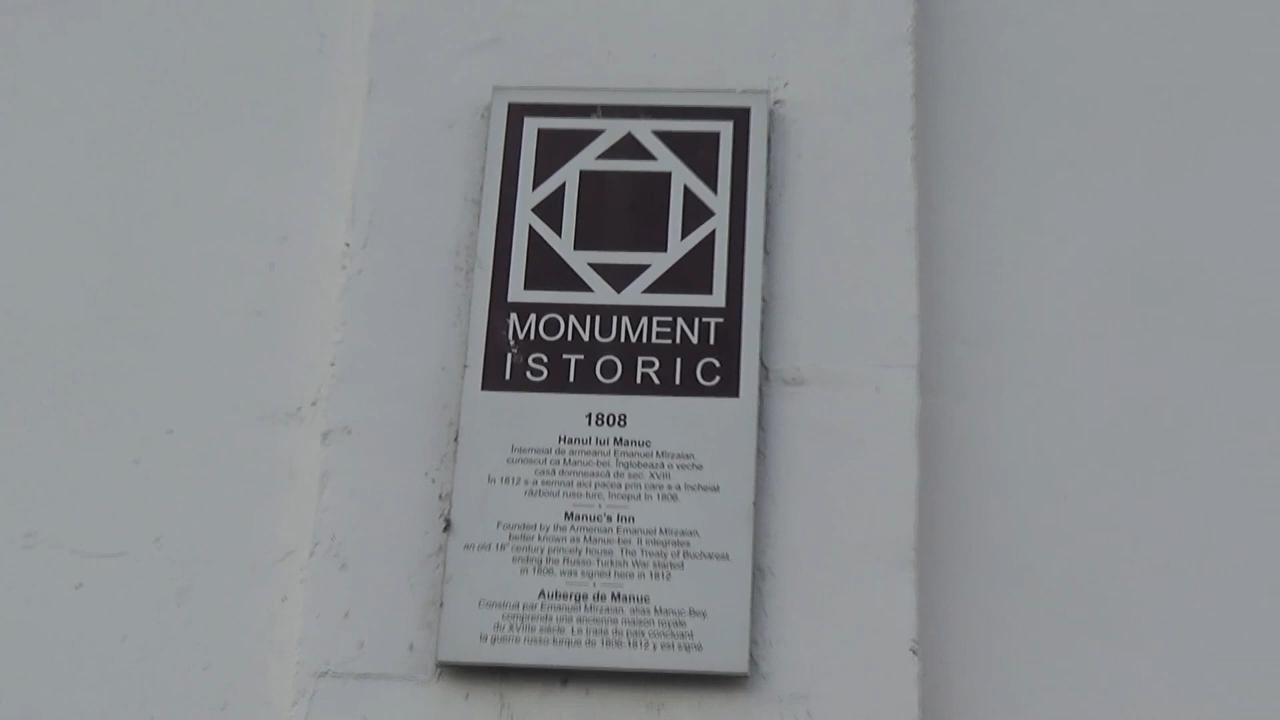 MONUMENT
ISTORIC
1808
Hanul lui Manuc
Întemeiat de armeanul Emanuel Mîrzaian,
cunoscut ca Manuc-bei. Înglobează o veche
casă domnească de sec. XVIII.
În 1812 s-a semnat aici pacea prin care s-a încheiat
războiul ruso-turc, început în 1806.
Manuc's Inn
Founded by the Armenian Emanuel Mîrzaian,
better known as Manuc-bei. It integrates
an old 18th century princely house. The Treaty of Bucharest,
ending the Russo-Turkish War started
in 1806, was signed here in 1812.
Auberge de Manuc
Construit par Emanuel Mîrzaian, alias Manuc-Bey,
comprends une ancienne maison royale
du XVIIIe siècle. Le traité de paix concluant
la guerre russo-turque de 1806-1812 y est signé